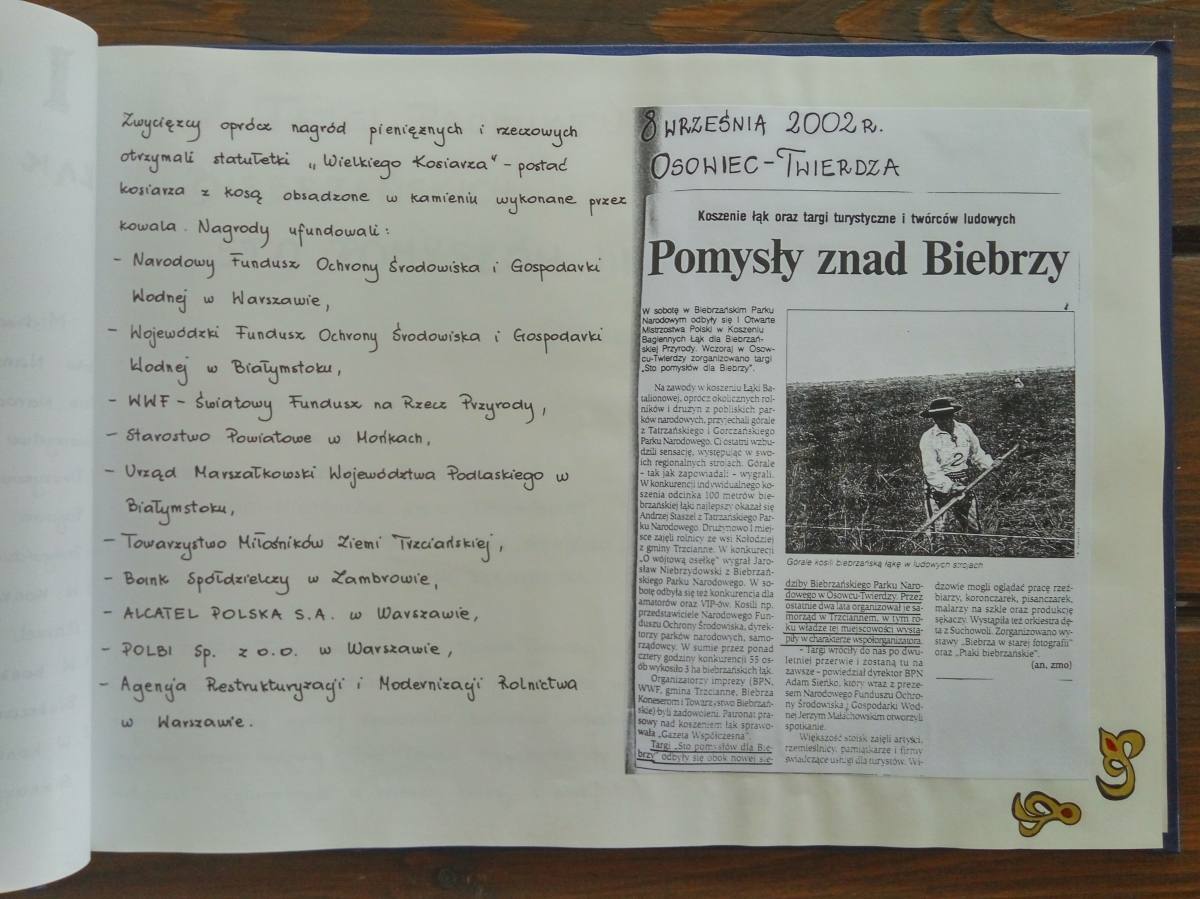 Zwycięzcy oprócz nagród pieniężnych i rzeczowych
otrzymali statułetki „Wielkiego Kosiarza" - postać
kosiarza z kosą obsadzone w kamieniu wykonane przez
kowala. Nagrody ufundowali:
- Narodowy Fundusz Ochrony Środowiska i Gospodarki
Wodnej w Warszawie,
- Wojewódzki Fundusz Ochrony Środowiska i Gospodarki
Wodnej w Białymstoku,
- WWF - Światowy Fundusz na Rzecz Przyrody,
- Starostwo Powiatowe w Mońkach,
- Urząd Marszałkowski Województwa Podlaskiego w
Białymstoku,
- Towarzystwo Miłośników Ziemi Trzciańskiej,
- Bank Spółdzielczy w Zambrowie,
- ALCATEL POLSKA S.A. w Warszawie,
- POLBI Sp. z o.o. w Warszawie,
- Agencja Restrukturyzacji i Modernizacji Rolnictwa
w Warszawie.
8 WRZEŚNIA 2002 R.
OSOWIEC-TWIERDZA
Koszenie łąk oraz targi turystyczne i twórców ludowych
Pomysły znad Biebrzy
W sobotę w Biebrzańskim Parku
Narodowym odbyły się I Otwarte
Mistrzostwa Polski w Koszeniu
Bagiennych Łąk dla Biebrzań-
skiej Przyrody. Wczoraj w Osow-
cu-Twierdzy zorganizowano targi
„Sto pomysłów dla Biebrzy".
Na zawody w koszeniu Łąki Ba-
talionowej, oprócz okolicznych rol-
ników i drużyn z pobliskich par-
ków narodowych, przyjechali górale
z Tatrzańskiego i Gorczańskiego
Parku Narodowego. Ci ostatni wzbu-
dzili sensację, występując w swo-
ich regionalnych strojach. Górale
- tak jak zapowiadali - wygrali.
W konkurencji indywidualnego ko-
szenia odcinka 100 metrów bie-
brzańskiej łąki najlepszy okazał się
Andrzej Staszel z Tatrzańskiego Par-
ku Narodowego. Drużynowo I miej-
sce zajęli rolnicy ze wsi Kołodziej
z gminy Trzcianne. W konkurencji
„O wójtową osełkę" wygrał Jaro-
sław Niebrzydowski z Biebrzań-
skiego Parku Narodowego. W so-
botę odbyła się też konkurencja dla
amatorów oraz VIP-ów. Kosili np.
przedstawiciele Narodowego Fun-
duszu Ochrony Środowiska, dyrek-
torzy parków narodowych, samo-
rządowcy. W sumie przez ponad
cztery godziny konkurencji 55 os-
ób wykosiło 3 ha biebrzańskich łąk.
Organizatorzy imprezy (BPN,
WWF, gmina Trzcianne, Biebrza
Koneserom i Towarzystwo Biebrzań-
skie) byli zadowoleni. Patronat pra-
sowy nad koszeniem łąk sprawo-
wała „Gazeta Współczesna".
Targi „Sto pomysłów dla Bie-
brzy" odbyły się obok nowej sie-
Górale kosili biebrzańską łąkę w ludowych strojach
dziby Biebrzańskiego Parku Naro-
dowego w Osowcu-Twierdzy. Przez
ostatnie dwa lata organizował je sa-
morząd w Trzciannem, w tym ro-
ku władze tej miejscowości wystą-
piły w charakterze współorganizatora.
- Targi wróciły do nas po dwu-
letniej przerwie i zostaną tu na
zawsze - powiedział dyrektor BPN
Adam Sieńko, który wraz z preze-
sem Narodowego Funduszu Ochro-
ny Środowiska i Gospodarki Wod-
nej Jerzym Małachowskim otworzyli
spotkanie.
Większość stoisk zajęli artyści,
rzemieślnicy, pamiątkarze i firmy
świadczące usługi dla turystów. Wi-
dzowie mogli oglądać pracę rzeź-
biarzy, koronczarek, pisanczarek,
malarzy na szkle oraz produkcję
sękaczy. Wystąpiła też orkiestra dę-
ta z Suchowoli. Zorganizowano wy-
stawy „Biebrza w starej fotografii"
oraz „Ptaki biebrzańskie".
(an, zmo)